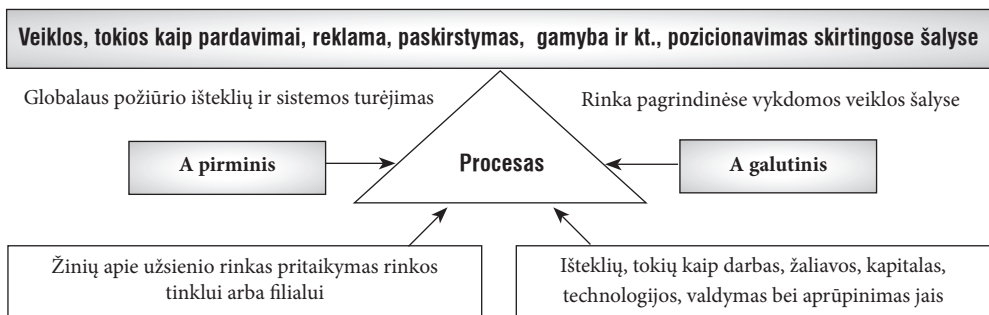 Veiklos, tokios kaip pardavimai, reklama, paskirstymas, gamyba ir kt., pozicionavimas skirtingose šalyse
Globalaus požiūrio išteklių ir sistemos turėjimas
Rinka pagrindinėse vykdomos veiklos šalyse
A pirminis
Procesas
A galutinis
Žinių apie užsienio rinkas pritaikymas rinkos
tinklui arba filialui
Išteklių, tokių kaip darbas, žaliavos, kapitalas,
technologijos, valdymas bei aprūpinimas jais